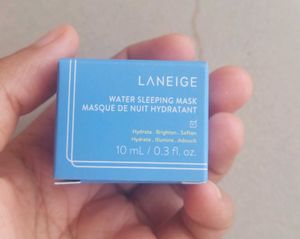 LANEIGE
WATER SLEEPING MASK
MASQUE DE NUIT HYDRATANT
Hydrate . Brighten . Soften
Hydrate . Illumine . Adoucit
10 mL / 0.3 fl. oz.